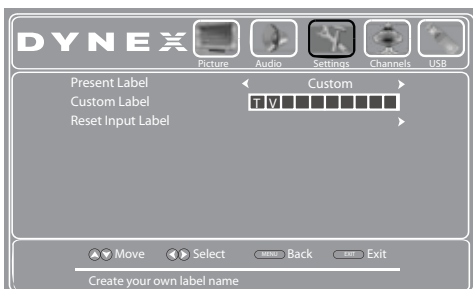 DYNEX
Picture Audio Settings Channels USB
Present Label Custom
Custom Label T V
Reset Input Label
Move Select MENU Back EXIT Exit
Create your own label name